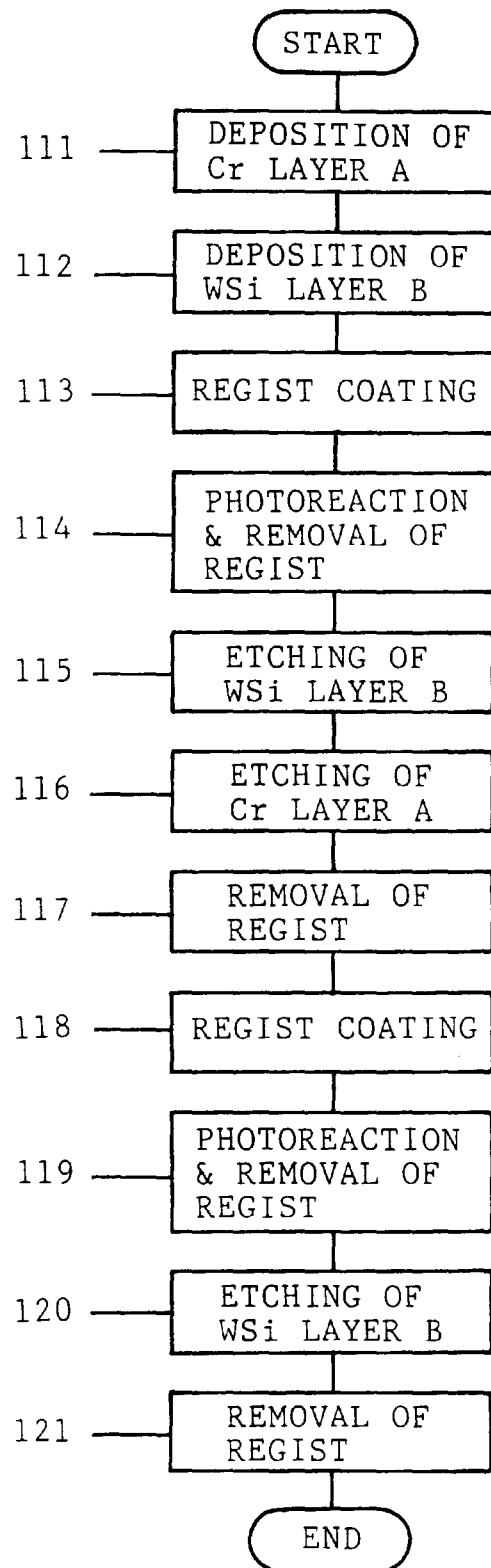 START
111
DEPOSITION OF
Cr LAYER A
112
DEPOSITION OF
WSi LAYER B
113
REGIST COATING
114
PHOTOREACTION
& REMOVAL OF
REGIST
115
ETCHING OF
WSi LAYER B
116
ETCHING OF
Cr LAYER A
117
REMOVAL OF
REGIST
118
REGIST COATING
119
PHOTOREACTION
& REMOVAL OF
REGIST
120
ETCHING OF
WSi LAYER B
121
REMOVAL OF
REGIST
END